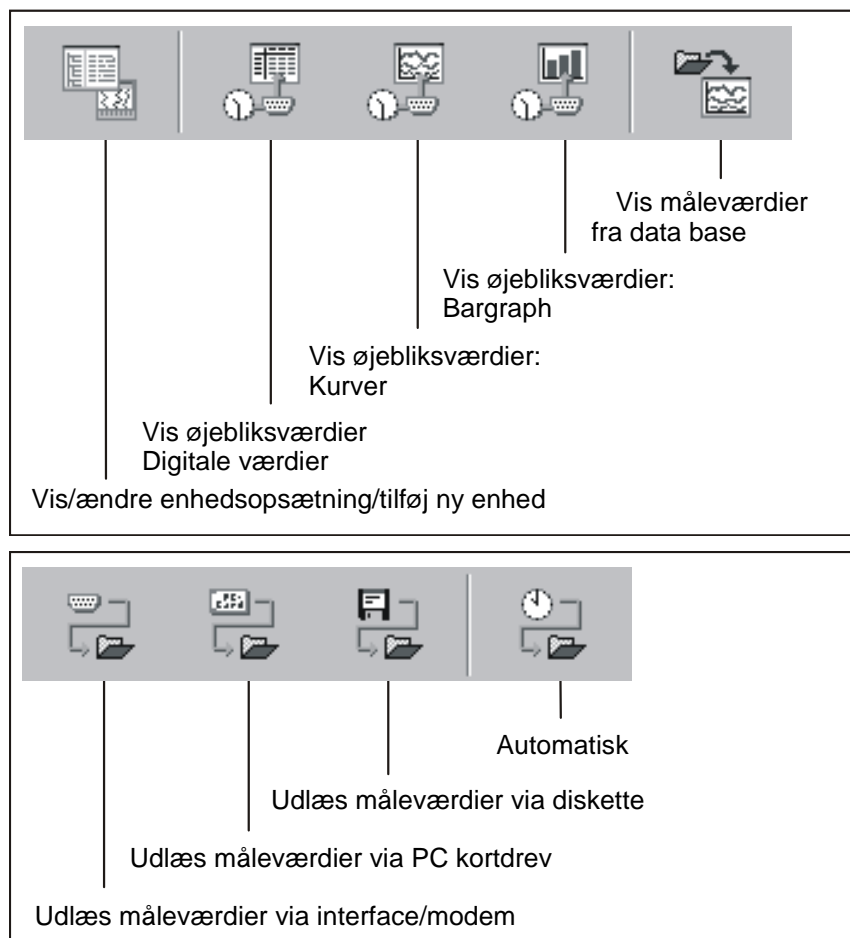 Vis måleværdier
fra data base
Vis øjebliksværdier:
Bargraph
Vis øjebliksværdier:
Kurver
Vis øjebliksværdier
Digitale værdier
Vis/ændre enhedsopsætning/tilføj ny enhed
Automatisk
Udlæs måleværdier via diskette
Udlæs måleværdier via PC kortdrev
Udlæs måleværdier via interface/modem